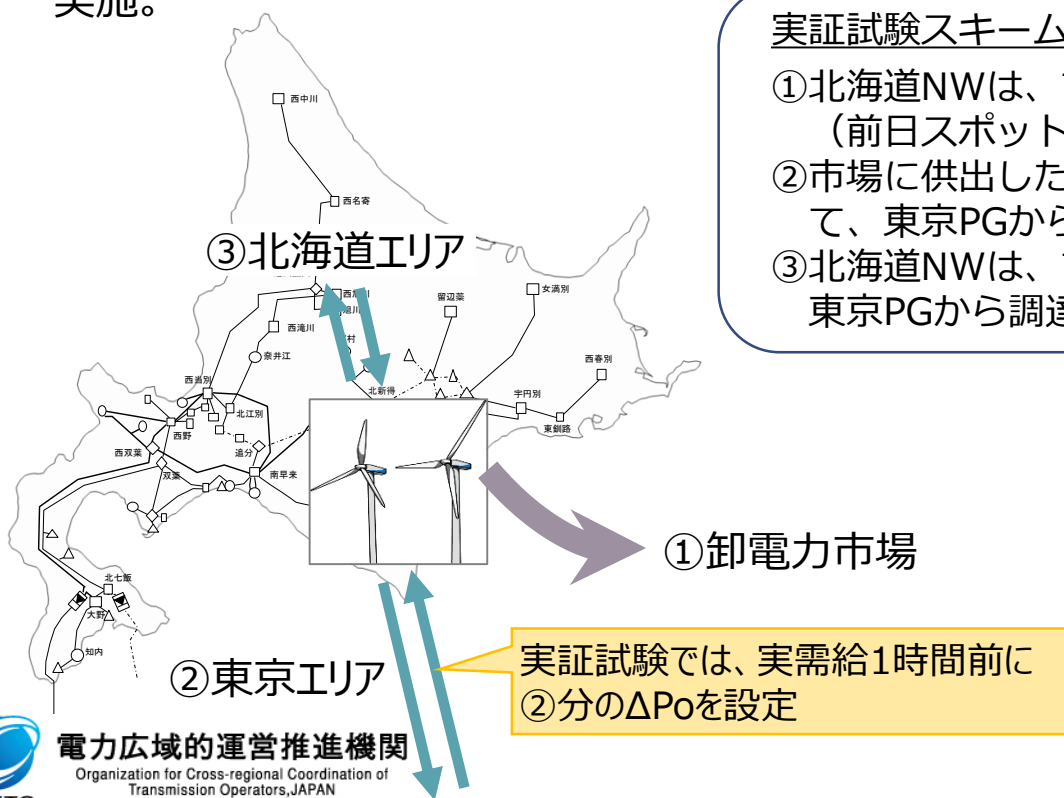 実施。
実証試験スキーム
①北海道NWは、
（前日スポット
②市場に供出した
て、東京PGから
③北海道NWは、
東京PGから調達
西中川
西名寄
③北海道エリア
女満別
留辺蘂
西滝川
奈井江
西春別
西当別
北新得
宇円別
北江別
東釧路
西野
追分
西双葉
双葉
南早来
①卸電力市場
北七飯
大野
知内
②東京エリア
実証試験では、実需給1時間前に
②分のΔPoを設定
電力広域的運営推進機関
Organization for Cross-regional Coordination of
Transmission Operators,JAPAN